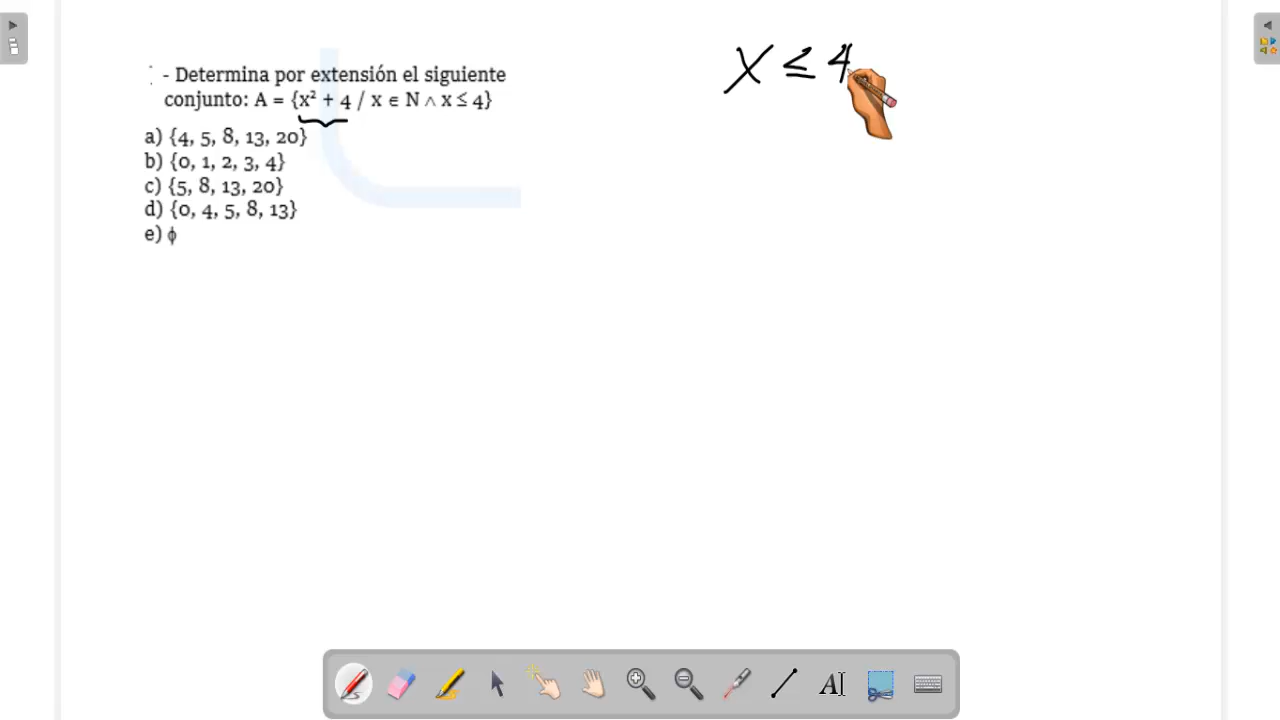 - Determina por extensión el siguiente
conjunto: A = {x² + 4 / x ∈ N ∧ x ≤ 4}
a) {4, 5, 8, 13, 20}
b) {0, 1, 2, 3, 4}
c) {5, 8, 13, 20}
d) {0, 4, 5, 8, 13}
e) ϕ
X ≤ 4